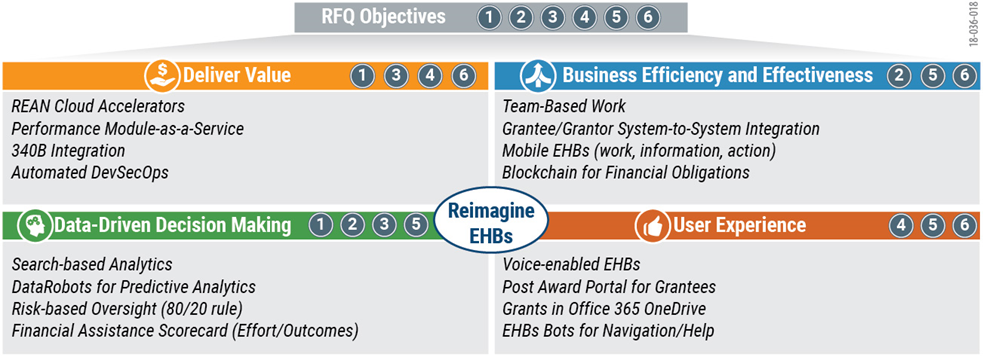 RFQ Objectives 1 2 3 4 5 6
18-036-018
$ Deliver Value 1 3 4 6
REAN Cloud Accelerators
Performance Module-as-a-Service
340B Integration
Automated DevSecOps
Business Efficiency and Effectiveness 2 5 6
Team-Based Work
Grantee/Grantor System-to-System Integration
Mobile EHBs (work, information, action)
Blockchain for Financial Obligations
Reimagine
EHBs
Data-Driven Decision Making 1 2 3 5
Search-based Analytics
DataRobots for Predictive Analytics
Risk-based Oversight (80/20 rule)
Financial Assistance Scorecard (Effort/Outcomes)
User Experience 4 5 6
Voice-enabled EHBs
Post Award Portal for Grantees
Grants in Office 365 OneDrive
EHBs Bots for Navigation/Help